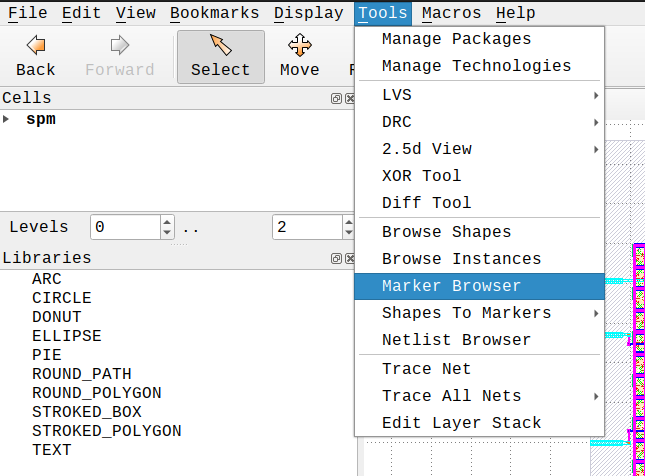 File Edit View Bookmarks Display Tools Macros Help
Back Forward Select Move
Manage Packages
Manage Technologies
LVS
DRC
2.5d View
XOR Tool
Diff Tool
Browse Shapes
Browse Instances
Marker Browser
Shapes To Markers
Netlist Browser
Trace Net
Trace All Nets
Edit Layer Stack
Cells
spm
Levels 0 .. 2
Libraries
ARC
CIRCLE
DONUT
ELLIPSE
PIE
ROUND_PATH
ROUND_POLYGON
STROKED_BOX
STROKED_POLYGON
TEXT